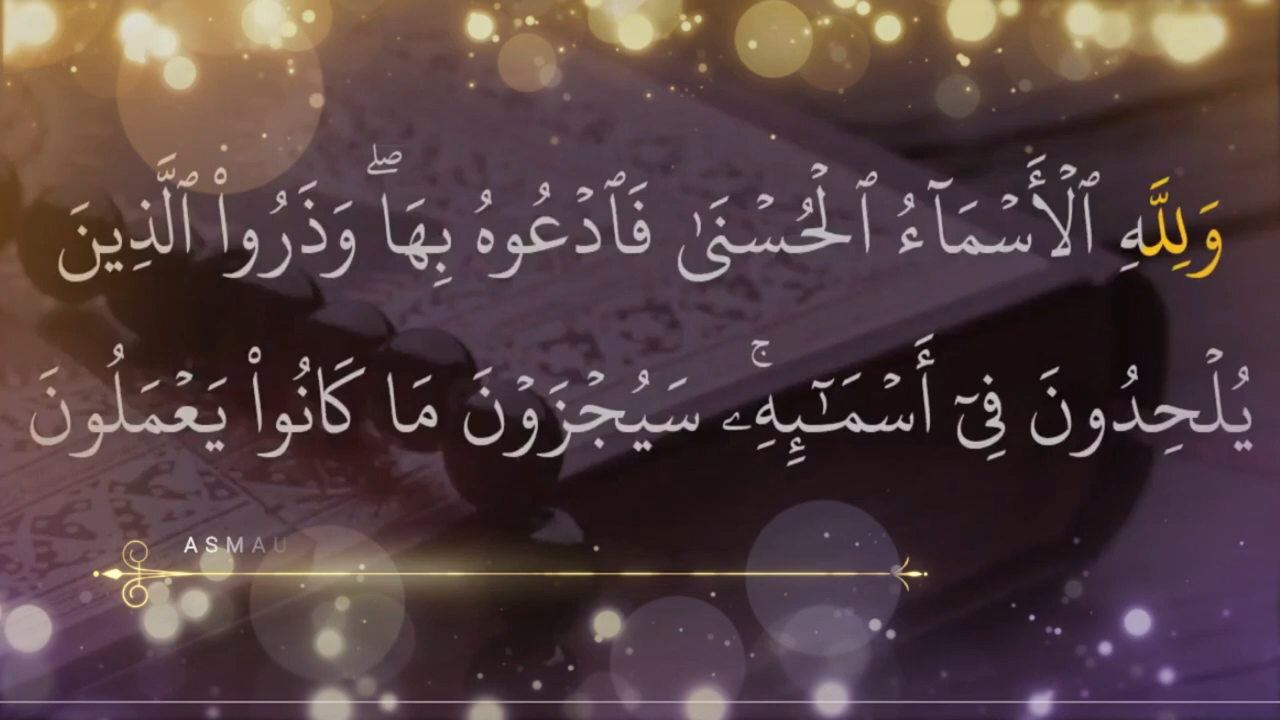 وَلِلَّهِ ٱلۡأَسۡمَآءُ ٱلۡحُسۡنَىٰ فَٱدۡعُوهُ بِهَاۖ وَذَرُواْ ٱلَّذِينَ
يُلۡحِدُونَ فِيٓ أَسۡمَٰٓئِهِۦۚ سَيُجۡزَوۡنَ مَا كَانُواْ يَعۡمَلُونَ
ASMAU